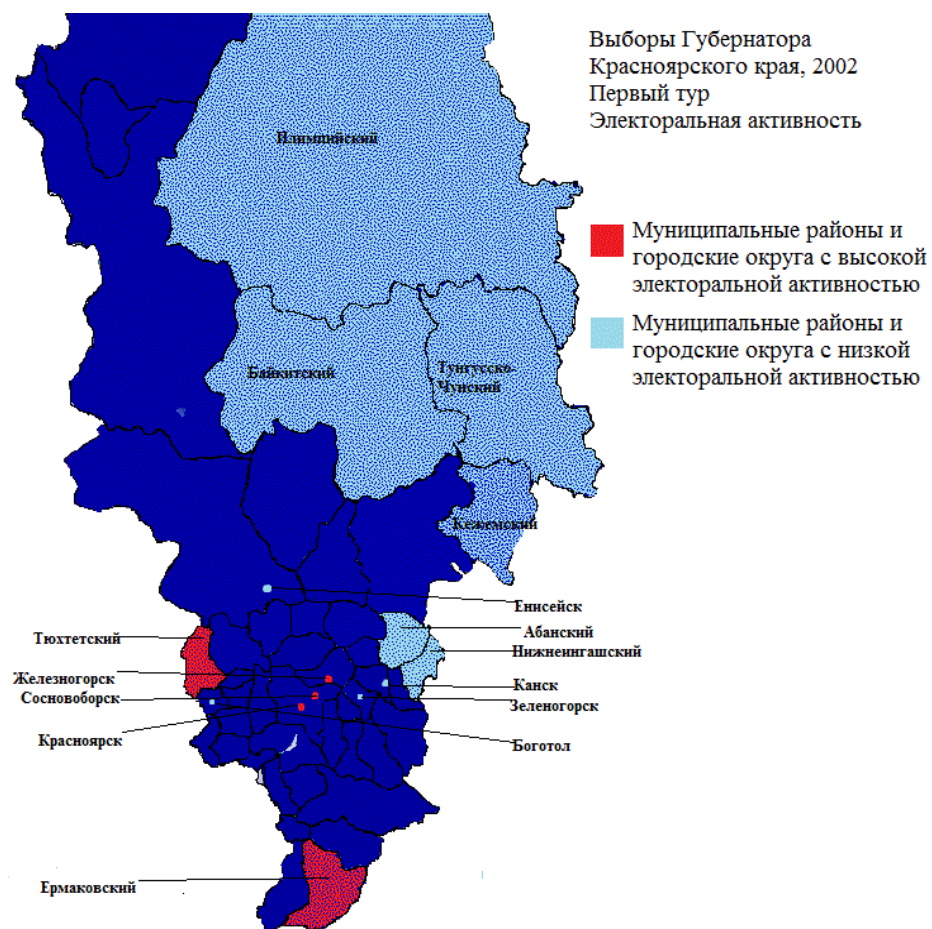 Выборы Губернатора
Красноярского края, 2002
Первый тур
Электоральная активность
Илимпийский
Муниципальные районы и
городские округа с высокой
электоральной активностью
Муниципальные районы и
городские округа с низкой
электоральной активностью
Байкитский
Тунгусско-
Чунский
Кежемский
Енисейск
Абанский
Тюхтетский
Нижнеингашский
Железногорск
Канск
Сосновоборск
Зеленогорск
Красноярск
Боготол
Ермаковский